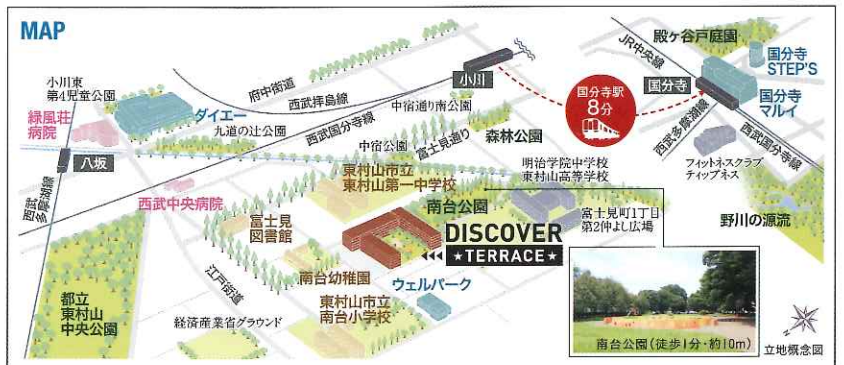 MAP
小川東
第4児童公園
緑風荘
病院
八坂
西武
多摩湖線
ダイエー
九道の辻公園
府中街道
西武拝島線
西武国分寺線
小川
中宿通り南公園
中宿公園
富士見通り
森林公園
国分寺駅
8分
JR中央線
殿ヶ谷戸庭園
国分寺
STEP'S
国分寺
国分寺
マルイ
西武多摩湖線
西武国分寺線
フィットネスクラブ
ティップネス
野川の源流
西武中央病院
東村山市立
東村山第一中学校
明治学院中学校
東村山高等学校
南台公園
富士見町1丁目
第2仲よし広場
富士見
図書館
DISCOVER
★TERRACE★
南台幼稚園
ウェルパーク
江戸街道
東村山市立
南台小学校
都立
東村山
中央公園
経済産業省グラウンド
南台公園(徒歩1分・約10m)
立地概念図